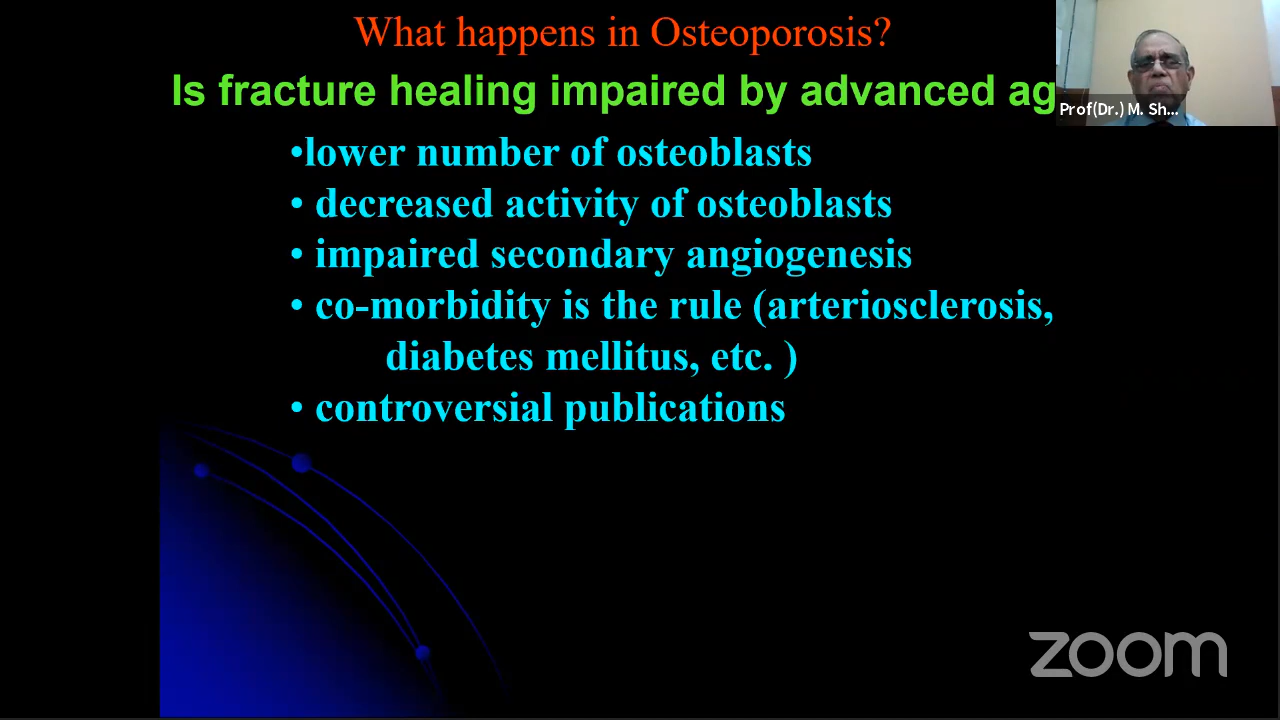 What happens in Osteoporosis?
Is fracture healing impaired by advanced ag
Prof(Dr.) M. Sh...
•lower number of osteoblasts
• decreased activity of osteoblasts
• impaired secondary angiogenesis
• co-morbidity is the rule (arteriosclerosis,
diabetes mellitus, etc. )
• controversial publications
zoom